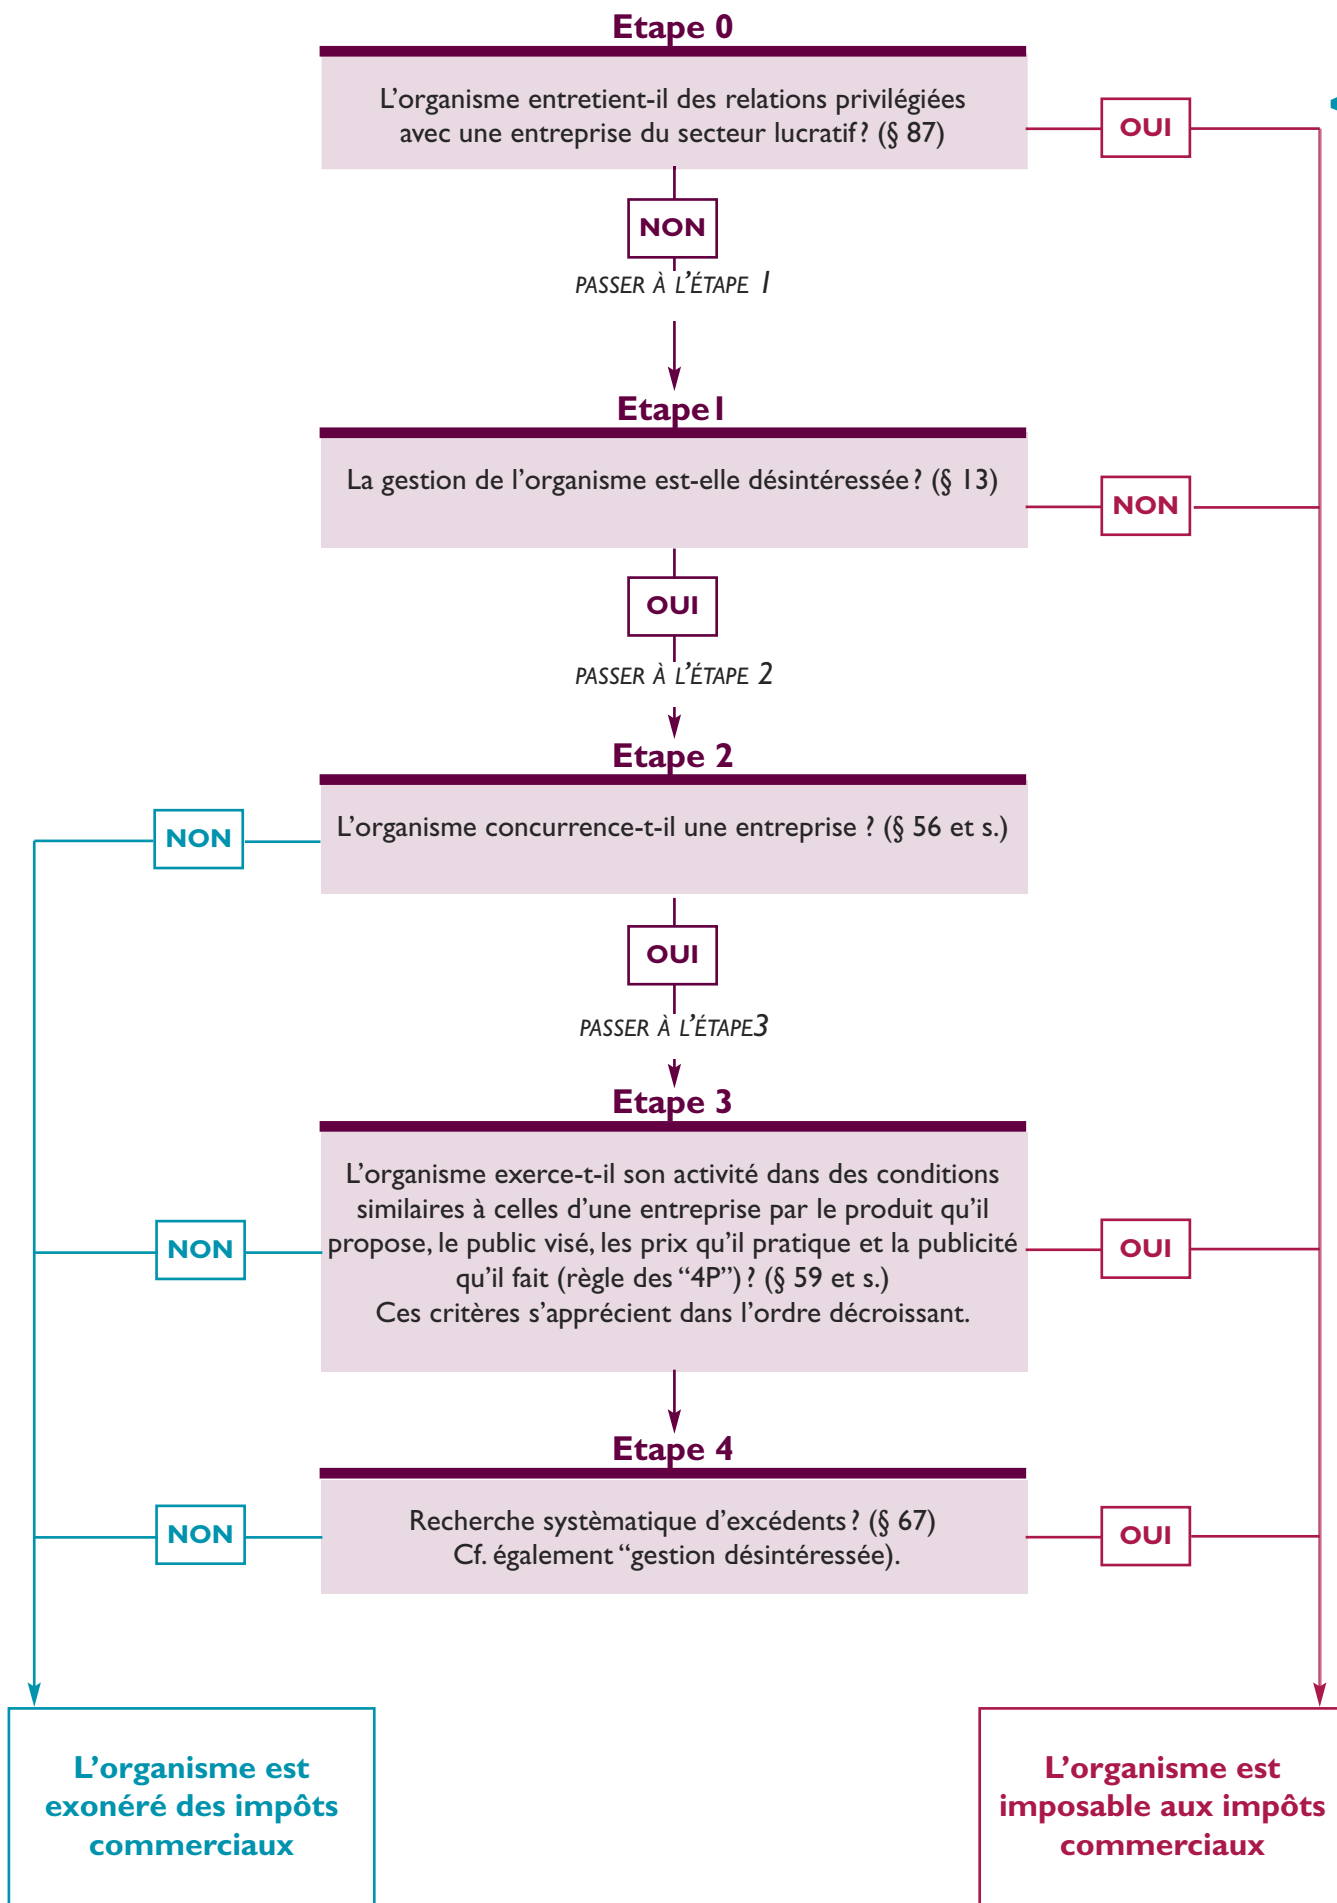 Etape 0
L’organisme entretient-il des relations privilégiées
avec une entreprise du secteur lucratif ? (§ 87)
OUI
NON
PASSER À L’ÉTAPE 1
Etape1
La gestion de l’organisme est-elle désintéressée ? (§ 13)
NON
OUI
PASSER À L’ÉTAPE 2
Etape 2
L’organisme concurrence-t-il une entreprise ? (§ 56 et s.)
NON
OUI
PASSER À L’ÉTAPE3
Etape 3
L’organisme exerce-t-il son activité dans des conditions
similaires à celles d’une entreprise par le produit qu’il
propose, le public visé, les prix qu’il pratique et la publicité
qu’il fait (règle des “4P”) ? (§ 59 et s.)
Ces critères s’apprécient dans l’ordre décroissant.
NON
OUI
Etape 4
Recherche systèmatique d’excédents ? (§ 67)
Cf. également “gestion désintéressée).
NON
OUI
L’organisme est
exonéré des impôts
commerciaux
L’organisme est
imposable aux impôts
commerciaux